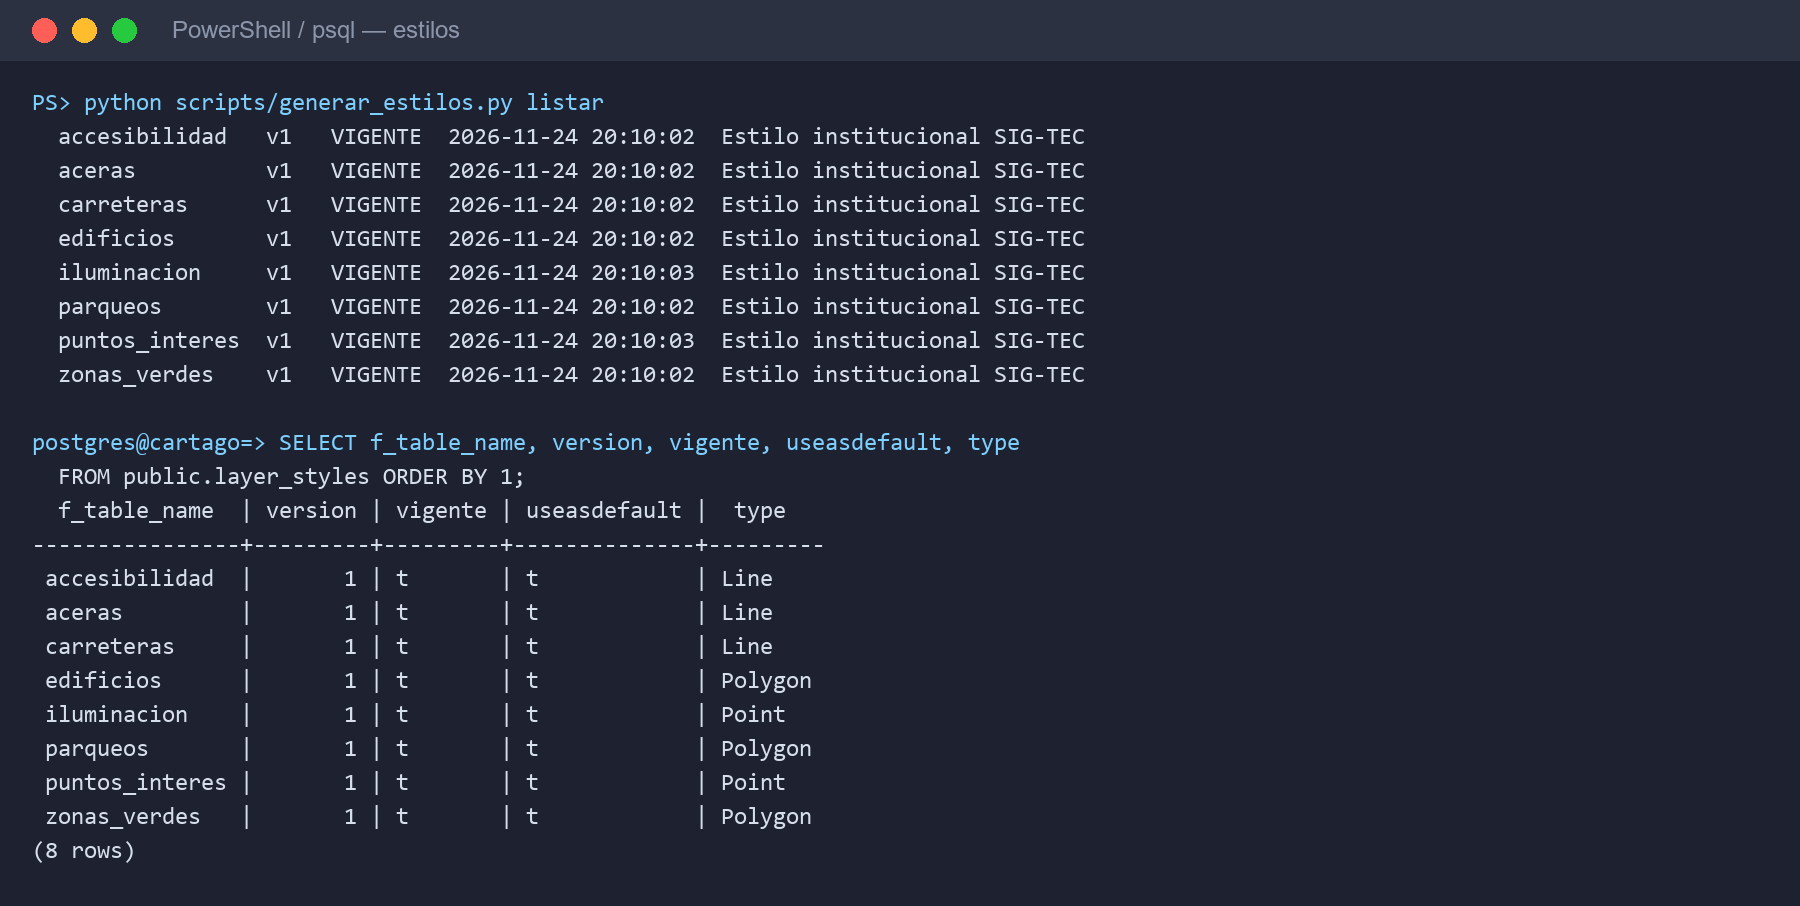 PowerShell / psql — estilos
PS> python scripts/generar_estilos.py listar
  accesibilidad   v1   VIGENTE  2026-11-24 20:10:02  Estilo institucional SIG-TEC
  aceras          v1   VIGENTE  2026-11-24 20:10:02  Estilo institucional SIG-TEC
  carreteras      v1   VIGENTE  2026-11-24 20:10:02  Estilo institucional SIG-TEC
  edificios       v1   VIGENTE  2026-11-24 20:10:02  Estilo institucional SIG-TEC
  iluminacion     v1   VIGENTE  2026-11-24 20:10:03  Estilo institucional SIG-TEC
  parqueos        v1   VIGENTE  2026-11-24 20:10:02  Estilo institucional SIG-TEC
  puntos_interes  v1   VIGENTE  2026-11-24 20:10:03  Estilo institucional SIG-TEC
  zonas_verdes    v1   VIGENTE  2026-11-24 20:10:02  Estilo institucional SIG-TEC
postgres@cartago=> SELECT f_table_name, version, vigente, useasdefault, type
  FROM public.layer_styles ORDER BY 1;
  f_table_name  | version | vigente | useasdefault |  type
----------------+---------+---------+--------------+---------
 accesibilidad  |       1 | t       | t            | Line
 aceras         |       1 | t       | t            | Line
 carreteras     |       1 | t       | t            | Line
 edificios      |       1 | t       | t            | Polygon
 iluminacion    |       1 | t       | t            | Point
 parqueos       |       1 | t       | t            | Polygon
 puntos_interes |       1 | t       | t            | Point
 zonas_verdes   |       1 | t       | t            | Polygon
(8 rows)